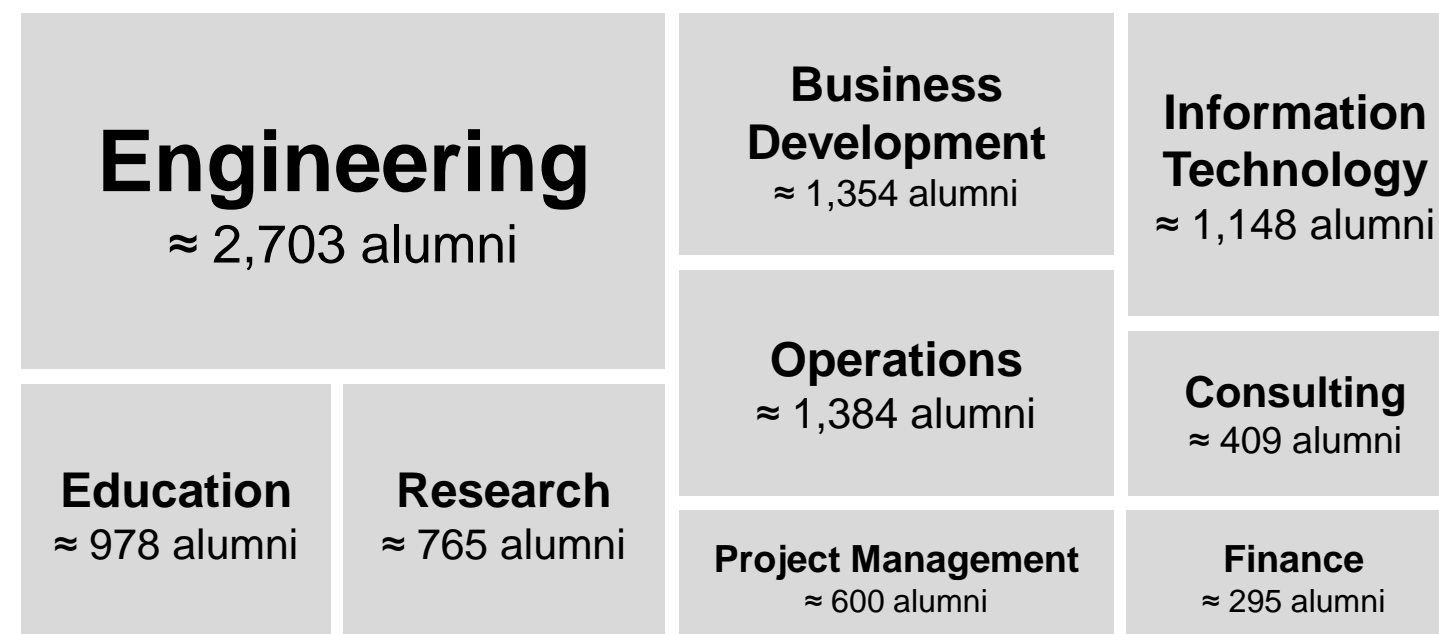 Engineering
≈ 2,703 alumni
Business
Development
≈ 1,354 alumni
Information
Technology
≈ 1,148 alumni
Operations
≈ 1,384 alumni
Consulting
≈ 409 alumni
Education
≈ 978 alumni
Research
≈ 765 alumni
Project Management
≈ 600 alumni
Finance
≈ 295 alumni